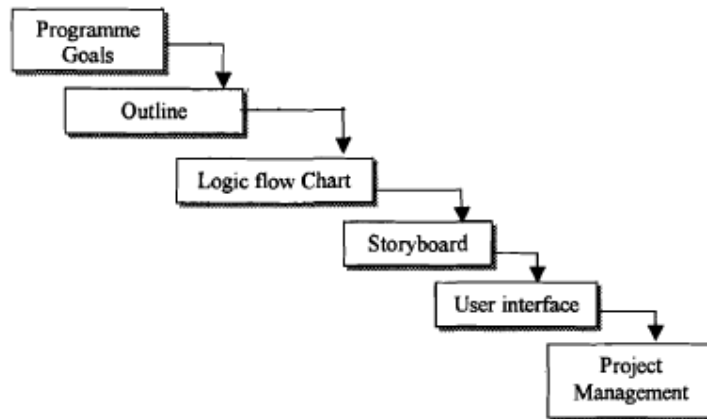 Programme
Goals
Outline
Logic flow Chart
Storyboard
User interface
Project
Management